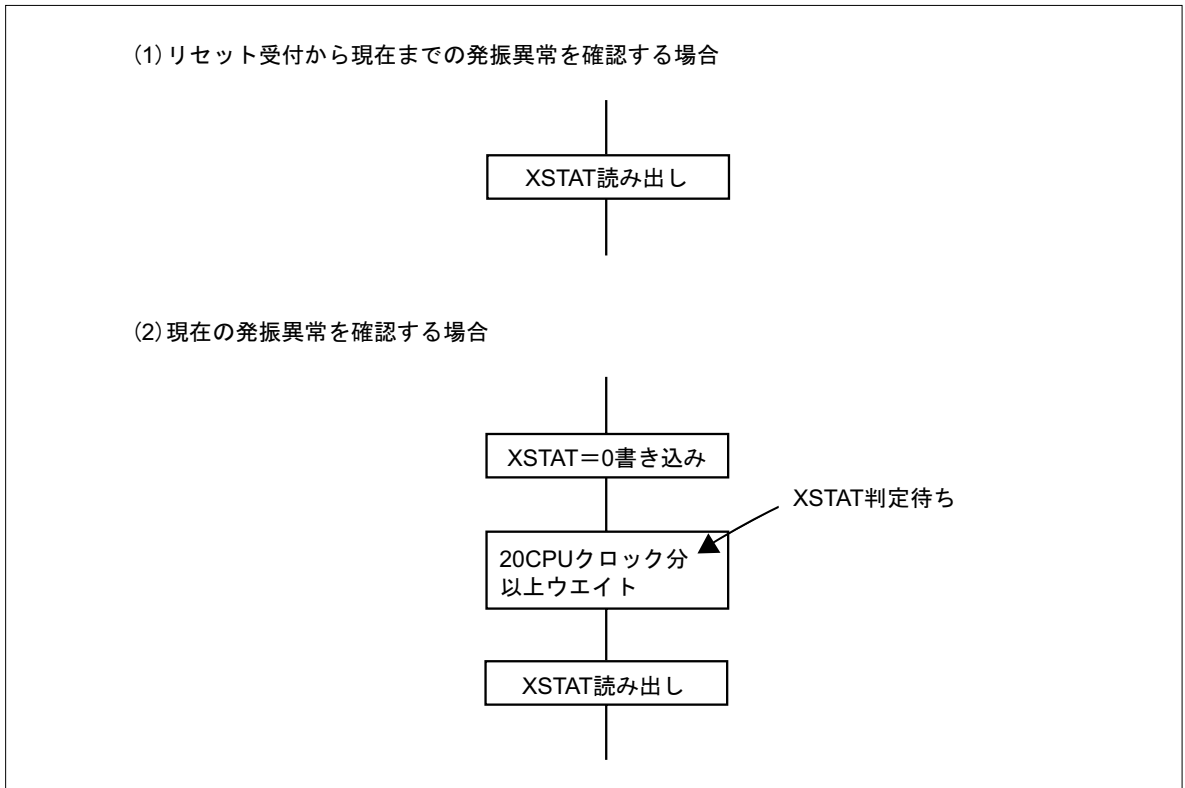 (1)リセット受付から現在までの発振異常を確認する場合
XSTAT読み出し
(2)現在の発振異常を確認する場合
XSTAT＝0書き込み
XSTAT判定待ち
20CPUクロック分
以上ウエイト
XSTAT読み出し